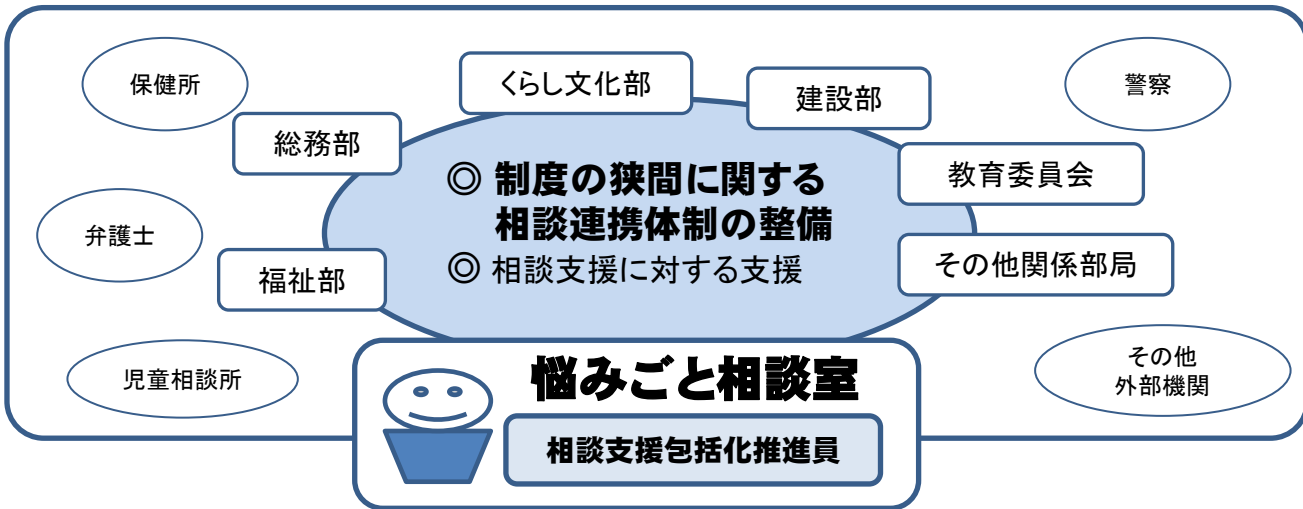 くらし文化部
建設部
保健所
警察
総務部
教育委員会
◎ 制度の狭間に関する
相談連携体制の整備
弁護士
◎ 相談支援に対する支援
その他関係部局
福祉部
児童相談所
その他
外部機関
悩みごと相談室
相談支援包括化推進員